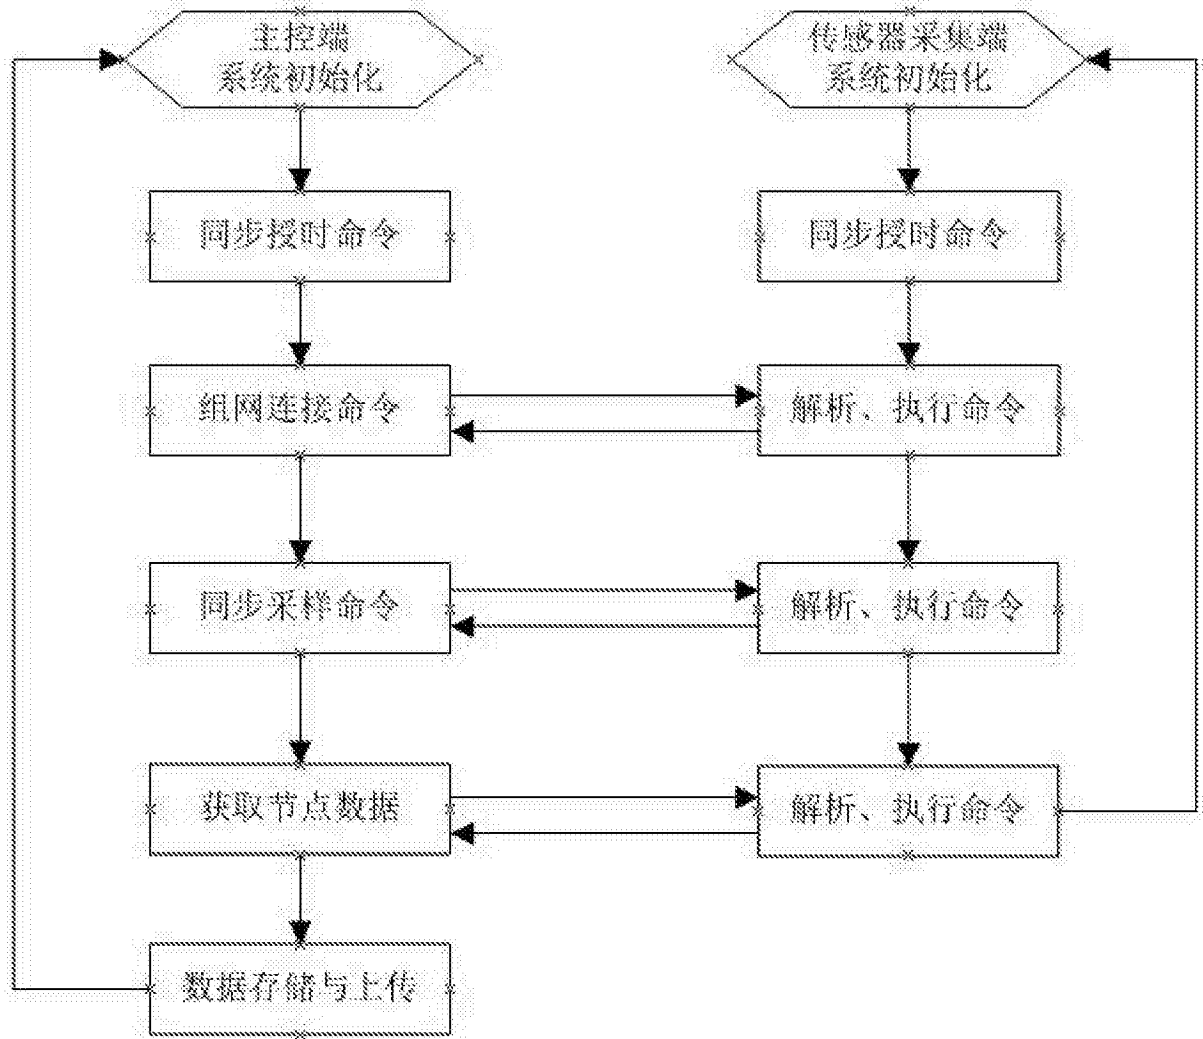 主控端
系统初始化
传感器采集端
系统初始化
同步授时命令
同步授时命令
组网连接命令
解析、执行命令
同步采样命令
解析、执行命令
获取节点数据
解析、执行命令
数据存储与上传